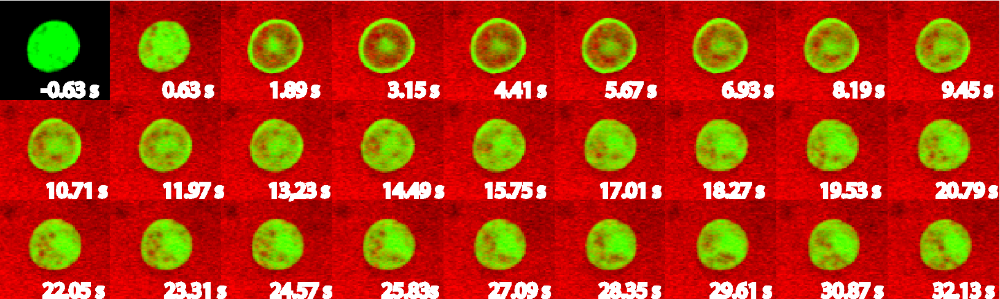 -0.63 s 0.63 s 1.89 s 3.15 s 4.41 s 5.67 s 6.93 s 8.19 s 9.45 s
10.71 s 11.97 s 13,23 s 14.49 s 15.75 s 17.01 s 18.27 s 19.53 s 20.79 s
22.05 s 23.31 s 24.57 s 25.83s 27.09 s 28.35 s 29.61 s 30.87 s 32.13 s